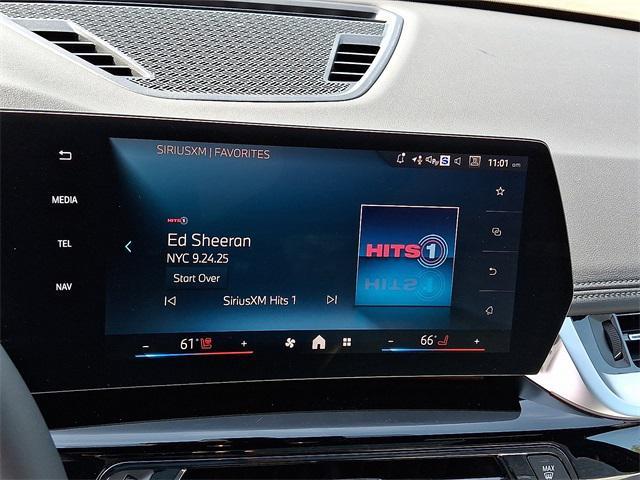 SIRIUSXM | FAVORITES
S
11:01 am
MEDIA
TEL
NAV
HITS1
Ed Sheeran
NYC 9.24.25
Start Over
SiriusXM Hits 1
HITS1
- 61° +
- 66° +
MAX